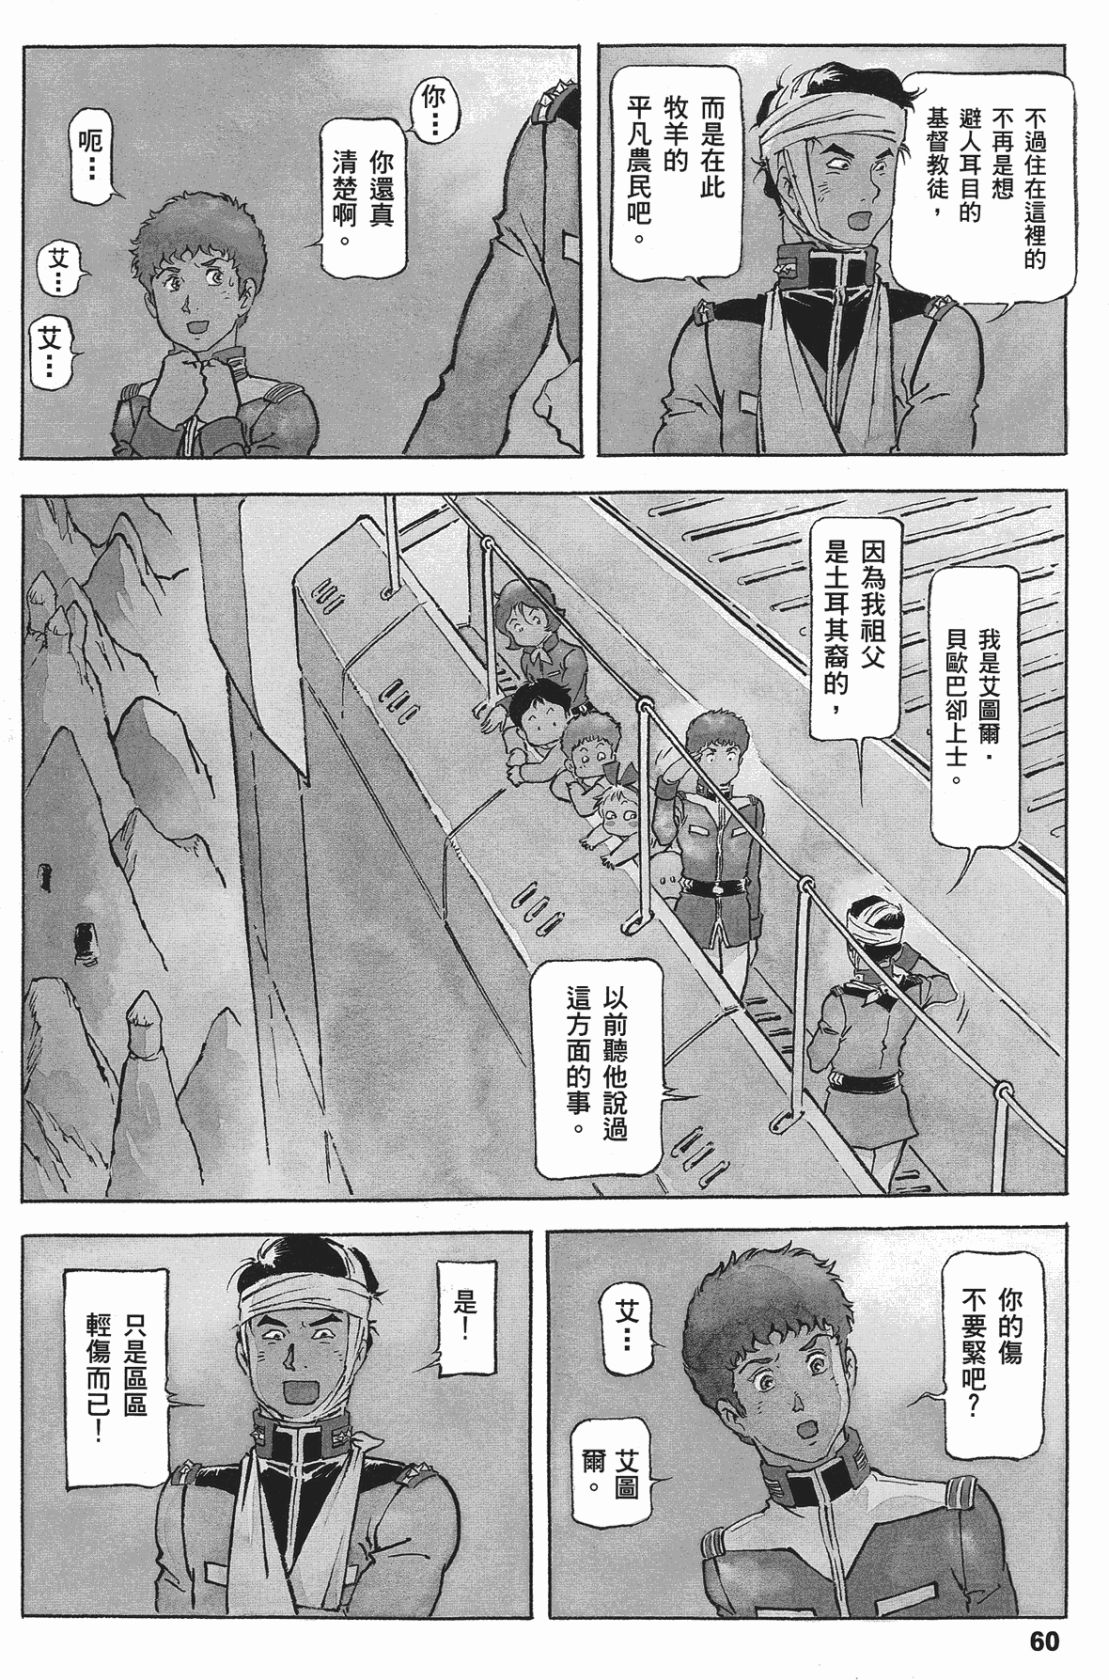 不過住在這裡的
不再是想
避人耳目的
基督教徒，
而是在此
牧羊的
平凡農民吧。
你…
你還真
清楚啊。
呃…
艾…
艾…
我是艾圖爾．
貝歐巴卻上士。
因為我祖父
是土耳其裔的，
以前聽他說過
這方面的事。
你的傷
不要緊吧？
艾…
艾圖
爾。
是！
只是區區
輕傷而已！
60